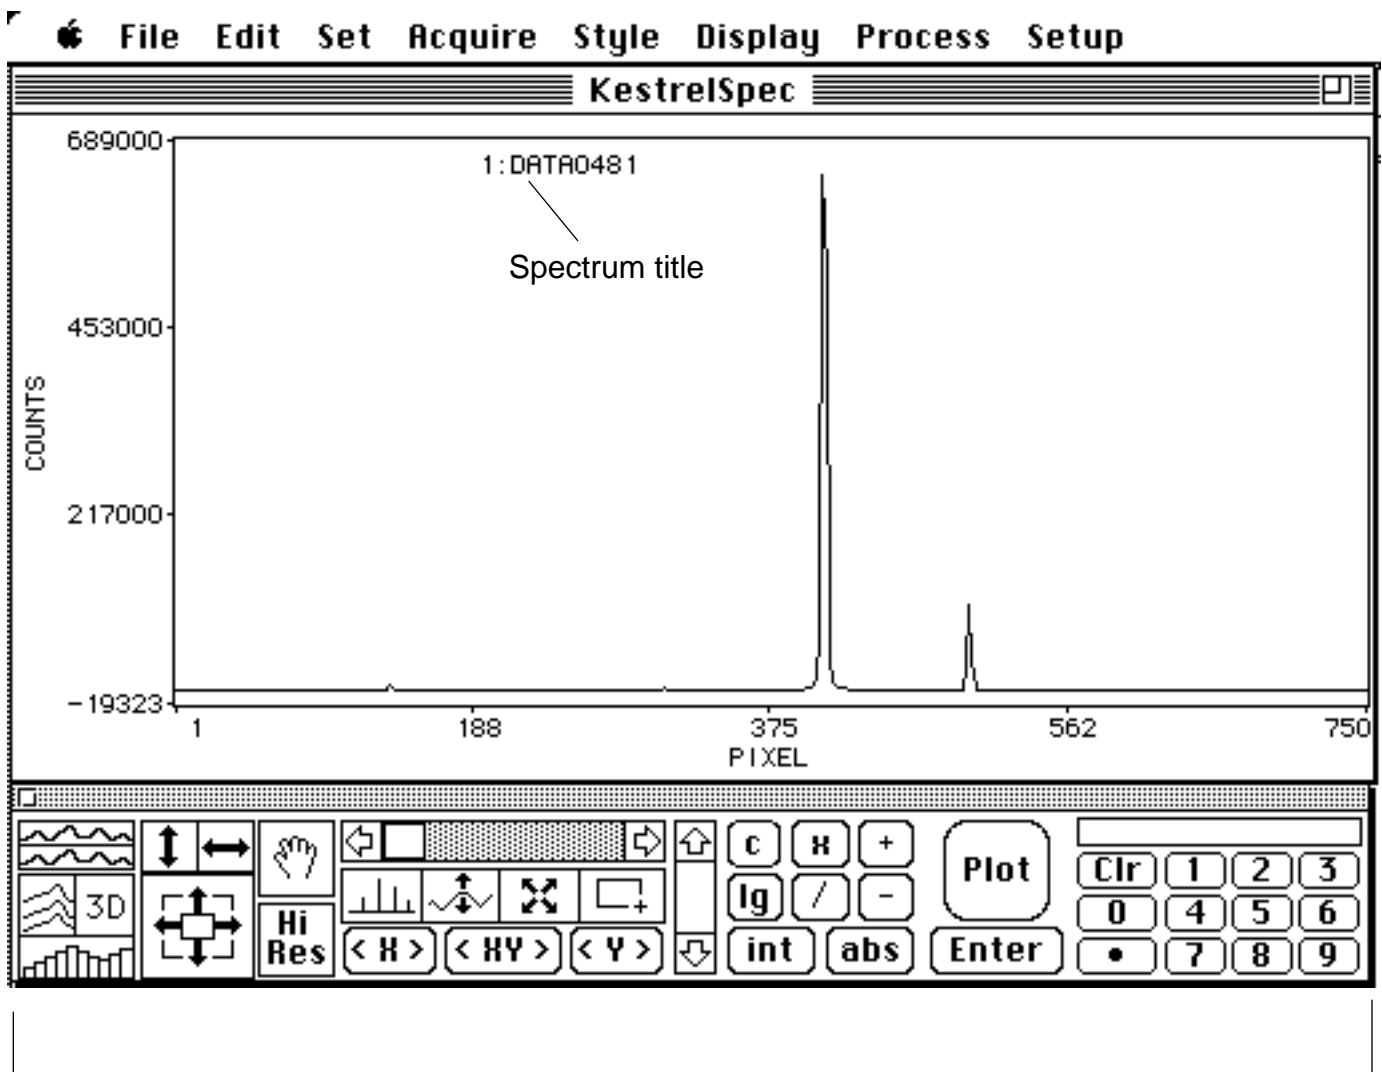 File Edit Set Acquire Style Display Process Setup
KestrelSpec
689000
1:DATA0481
Spectrum title
453000
COUNTS
217000
-19323
1 188 375 562 750
PIXEL
c x +
Plot
Clr 1 2 3
3D
Hi
Res
lg / -
0 4 5 6
< X > < XY > < Y >
int abs Enter
• 7 8 9